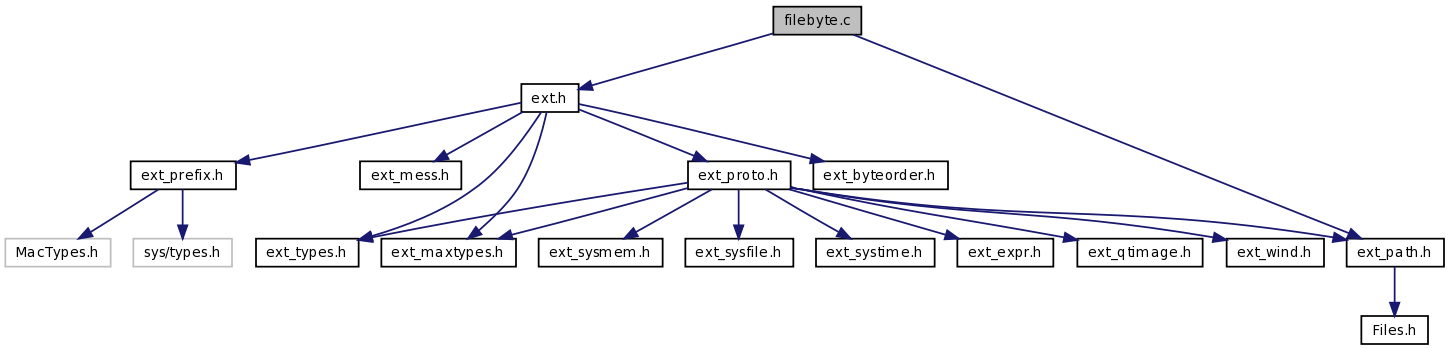 filebyte.c
ext.h
ext_prefix.h
ext_mess.h
ext_proto.h
ext_byteorder.h
MacTypes.h
sys/types.h
ext_types.h
ext_maxtypes.h
ext_sysmem.h
ext_sysfile.h
ext_systime.h
ext_expr.h
ext_qtimage.h
ext_wind.h
ext_path.h
Files.h